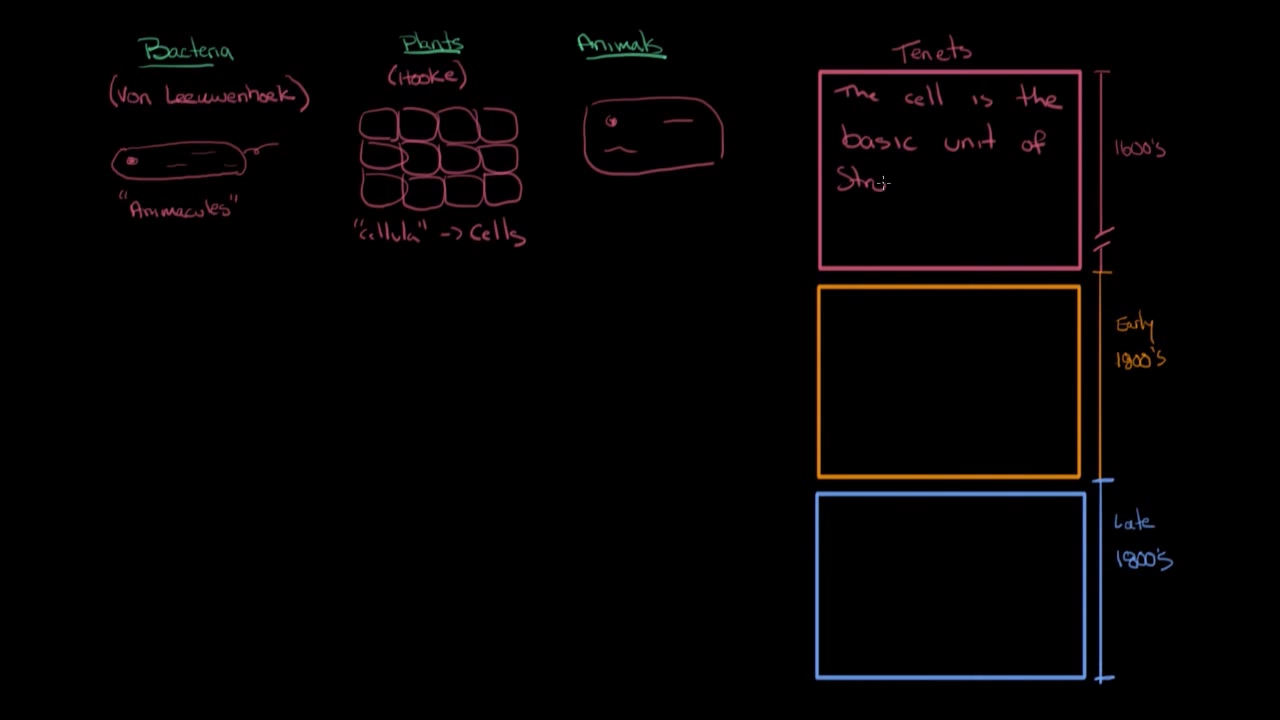 Bacteria
(Von Leeuwenhoek)
"Animacules"
Plants
(Hooke)
"cellula" -> Cells
Animals
Tenets
The cell is the
basic unit of
Stru
1600's
Early
1800's
Late
1800's